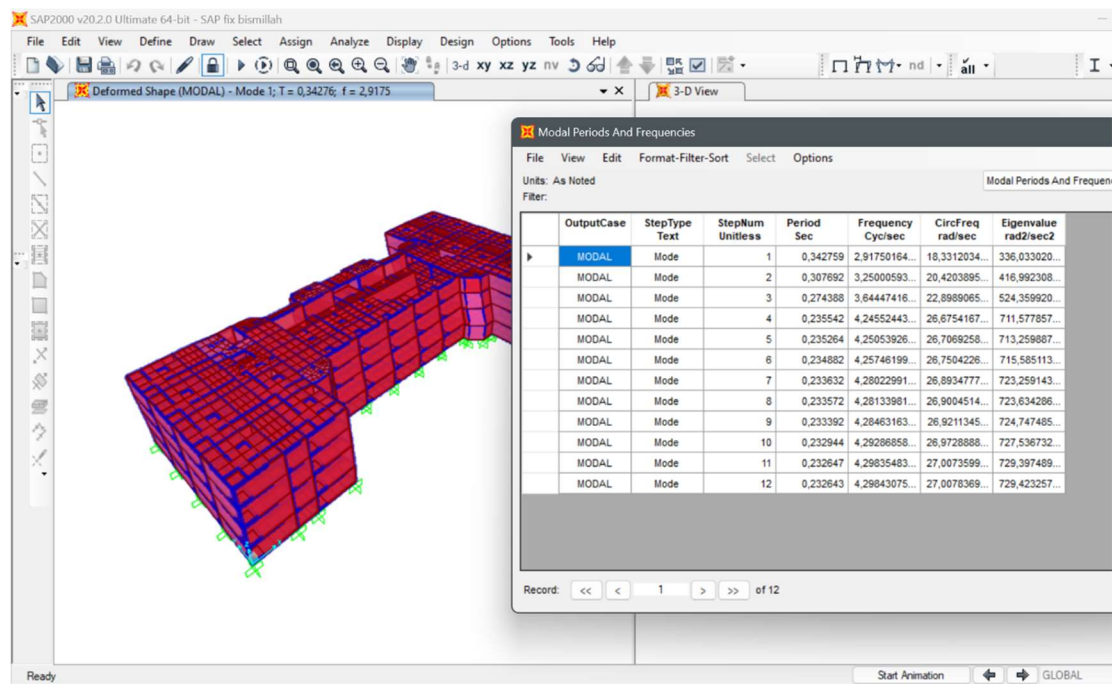 SAP2000 v20.2.0 Ultimate 64-bit - SAP fix bismillah
File Edit View Define Draw Select Assign Analyze Display Design Options Tools Help
3-d xy xz yz nv nd all
Deformed Shape (MODAL) - Mode 1; T = 0,34276; f = 2,9175
3-D View
Modal Periods And Frequencies
File View Edit Format-Filter-Sort Select Options
Units: As Noted
Modal Periods And Frequenc
Filter:
OutputCase StepType StepNum Period Frequency CircFreq Eigenvalue
Text Unitless Sec Cyc/sec rad/sec rad2/sec2
MODAL Mode 1 0,342759 2,91750164... 18,3312034... 336,033020...
MODAL Mode 2 0,307692 3,25000593... 20,4203895... 416,992308...
MODAL Mode 3 0,274388 3,64447416... 22,8989065... 524,359920...
MODAL Mode 4 0,235542 4,24552443... 26,6754167... 711,577857...
MODAL Mode 5 0,235264 4,25053926... 26,7069258... 713,259887...
MODAL Mode 6 0,234882 4,25746199... 26,7504226... 715,585113...
MODAL Mode 7 0,233632 4,28022991... 26,8934777... 723,259143...
MODAL Mode 8 0,233572 4,28133981... 26,9004514... 723,634286...
MODAL Mode 9 0,233392 4,28463163... 26,9211345... 724,747485...
MODAL Mode 10 0,232944 4,29286858... 26,9728888... 727,536732...
MODAL Mode 11 0,232647 4,29835483... 27,0073599... 729,397489...
MODAL Mode 12 0,232643 4,29843075... 27,0078369... 729,423257...
Record: << < 1 > >> of 12
Ready
Start Animation
GLOBAL